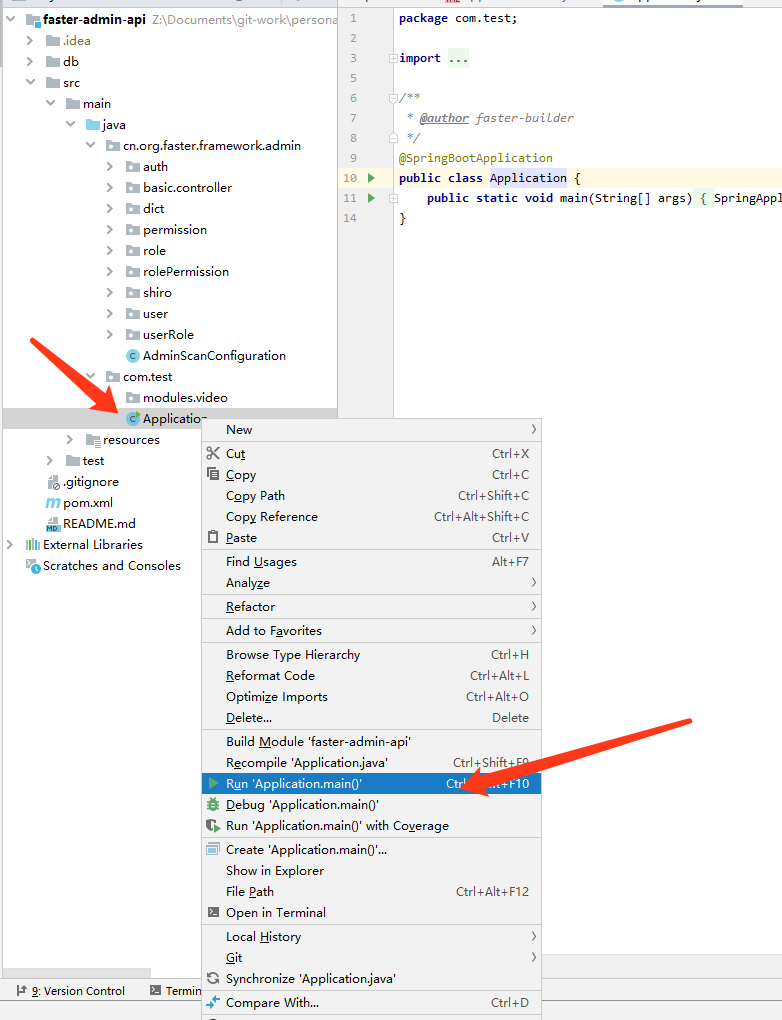 faster-admin-api Z:\Documents\git-work\persona
.idea
db
src
main
java
cn.org.faster.framework.admin
auth
basic.controller
dict
permission
role
rolePermission
shiro
user
userRole
AdminScanConfiguration
com.test
modules.video
Application
resources
test
.gitignore
pom.xml
README.md
External Libraries
Scratches and Consoles
1 package com.test;
2
3 import ...
5
6 /**
7 * @author faster-builder
8 */
9 @SpringBootApplication
10 public class Application {
11 public static void main(String[] args) { SpringAppl
14 }
New
Cut Ctrl+X
Copy Ctrl+C
Copy Path Ctrl+Shift+C
Copy Reference Ctrl+Alt+Shift+C
Paste Ctrl+V
Find Usages Alt+F7
Analyze
Refactor
Add to Favorites
Browse Type Hierarchy Ctrl+H
Reformat Code Ctrl+Alt+L
Optimize Imports Ctrl+Alt+O
Delete... Delete
Build Module 'faster-admin-api'
Recompile 'Application.java' Ctrl+Shift+F9
Run 'Application.main()' +F10
Debug 'Application.main()'
Run 'Application.main()' with Coverage
Create 'Application.main()'...
Show in Explorer
File Path Ctrl+Alt+F12
Open in Terminal
Local History
Git
Synchronize 'Application.java'
Compare With... Ctrl+D
9: Version Control Termin